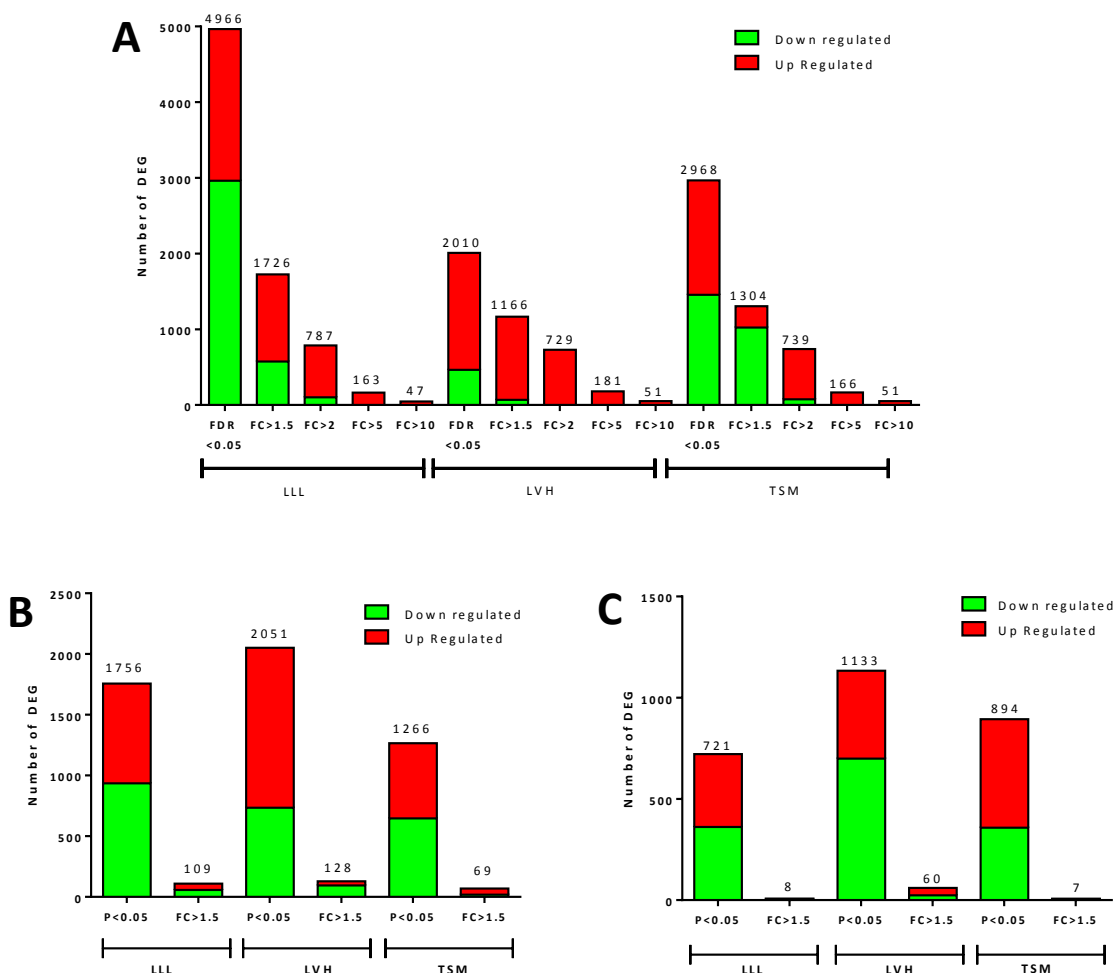 A
Down regulated
Up Regulated
Number of DEG
5000
4000
3000
2000
1000
0
4966
1726
787
163
47
2010
1166
729
181
51
2968
1304
739
166
51
FDR <0.05
FC>1.5
FC>2
FC>5
FC>10
FDR <0.05
FC>1.5
FC>2
FC>5
FC>10
FDR <0.05
FC>1.5
FC>2
FC>5
FC>10
LLL
LVH
TSM
B
Down regulated
Up Regulated
Number of DEG
2500
2000
1500
1000
500
0
1756
109
2051
128
1266
69
P<0.05
FC>1.5
P<0.05
FC>1.5
P<0.05
FC>1.5
LLL
LVH
TSM
C
Down regulated
Up Regulated
Number of DEG
1500
1000
500
0
721
8
1133
60
894
7
P<0.05
FC>1.5
P<0.05
FC>1.5
P<0.05
FC>1.5
LLL
LVH
TSM